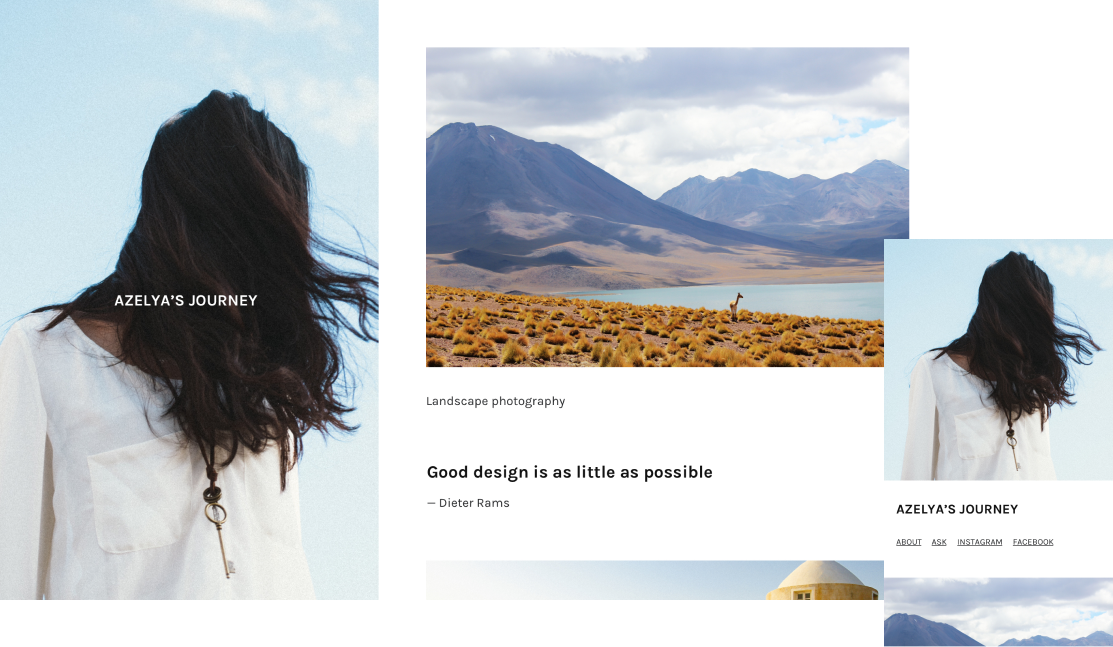 AZELYA’S JOURNEY
Landscape photography
Good design is as little as possible
— Dieter Rams
AZELYA’S JOURNEY
ABOUT ASK INSTAGRAM FACEBOOK